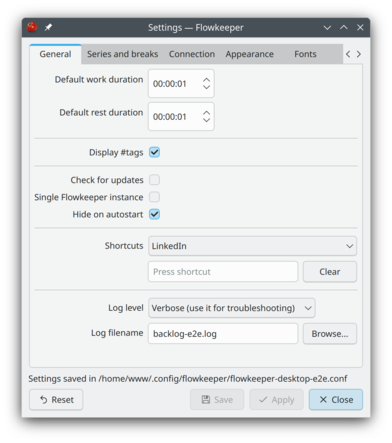 Settings — Flowkeeper
General Series and breaks Connection Appearance Fonts
Default work duration 00:00:01
Default rest duration 00:00:01
Display #tags
Check for updates
Single Flowkeeper instance
Hide on autostart
Shortcuts LinkedIn
Press shortcut Clear
Log level Verbose (use it for troubleshooting)
Log filename backlog-e2e.log Browse...
Settings saved in /home/www/.config/flowkeeper/flowkeeper-desktop-e2e.conf
Reset Save Apply Close